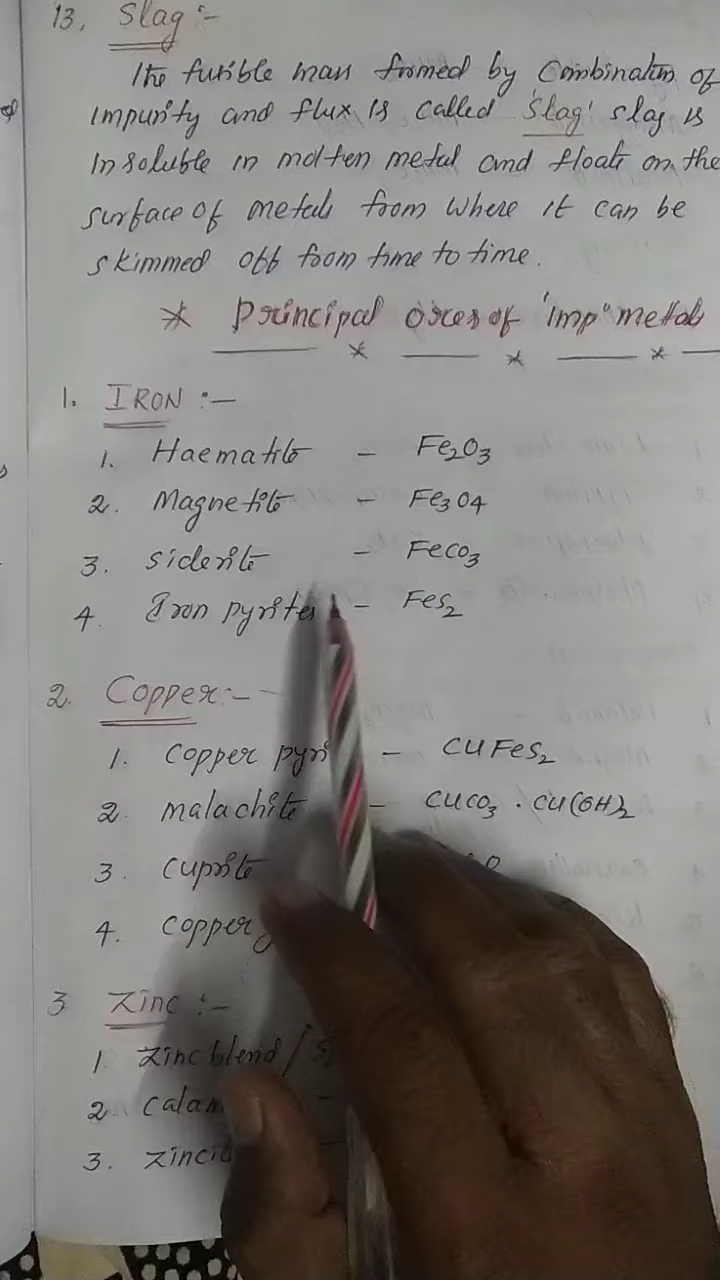 13. Slag :-
The fusible mass formed by Combination of
impurity and flux is called 'Slag' slag is
insoluble in molten metal and floats on the
surface of metals from where it can be
skimmed off from time to time.
* Principal ores of 'imp" metals
1. IRON :-
1. Haematite - Fe2O3
2. Magnetite - Fe3O4
3. Siderite - FeCO3
4. Iron pyrites - FeS2
2. Copper :-
1. Copper pyri - CuFeS2
2. malachite - CuCO3 . Cu(OH)2
3. Cuprite
4. Copper
3 Zinc :-
1. Zinc blend / S
2. Calam
3. Zincit